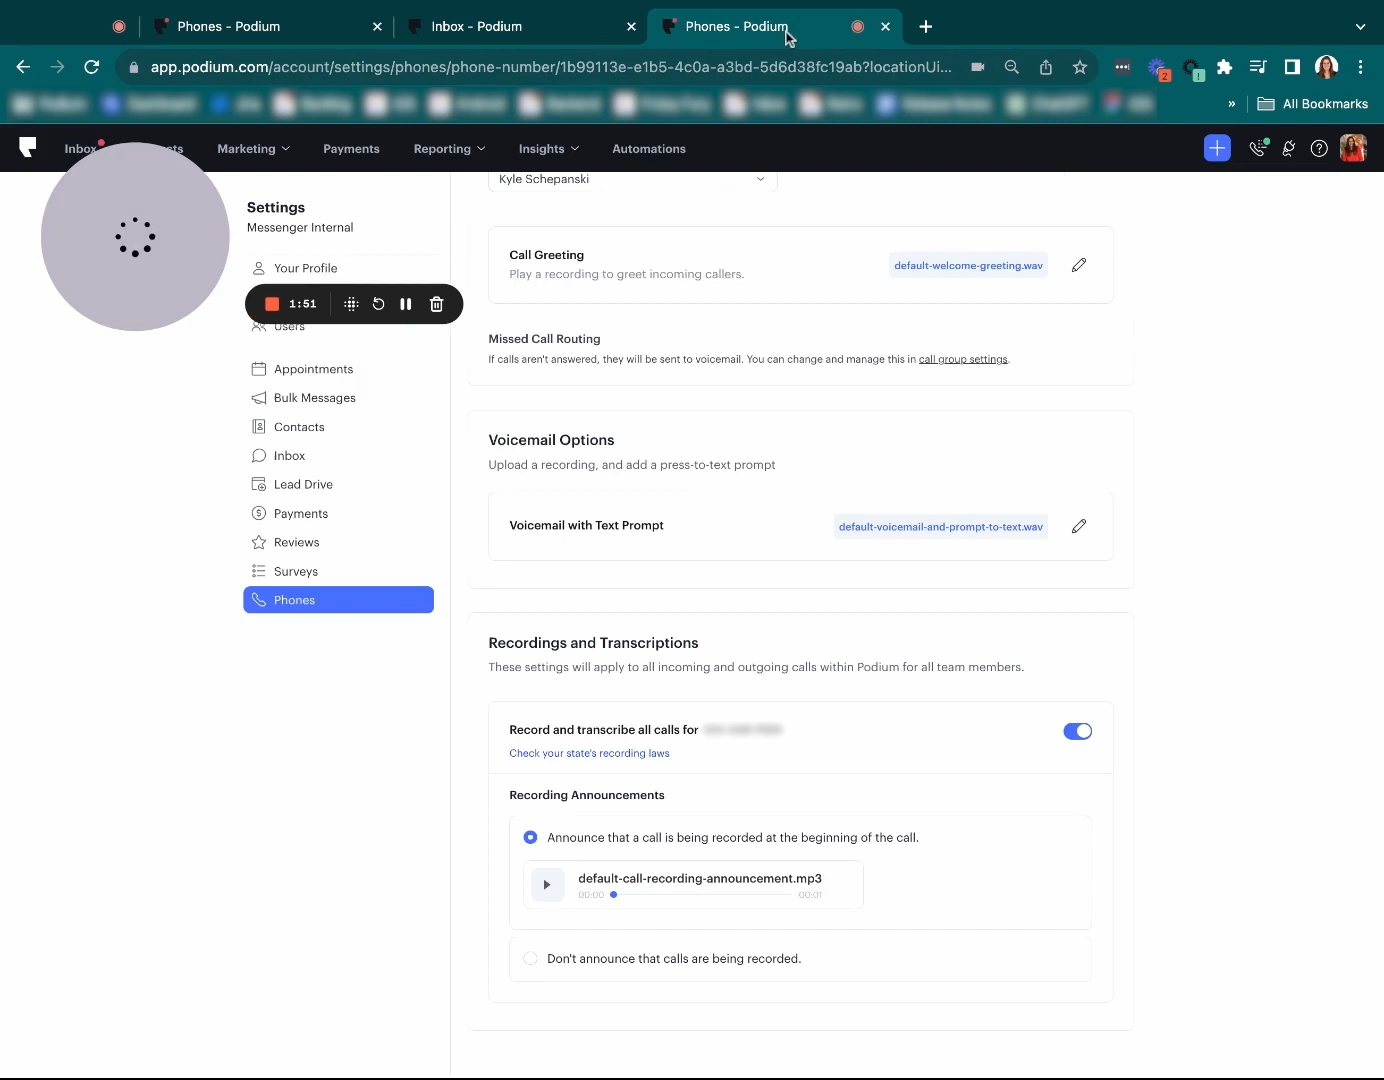 Phones - Podium
Inbox - Podium
Phones - Podium
app.podium.com/account/settings/phones/phone-number/1b99113e-e1b5-4c0a-a3bd-5d6d38fc19ab?locationUi...
2
!
» All Bookmarks
Inbox
Marketing
Payments
Reporting
Insights
Automations
Kyle Schepanski
Settings
Messenger Internal
Your Profile
1:51
Users
Appointments
Bulk Messages
Contacts
Inbox
Lead Drive
Payments
Reviews
Surveys
Phones
Call Greeting
Play a recording to greet incoming callers.
default-welcome-greeting.wav
Missed Call Routing
If calls aren't answered, they will be sent to voicemail. You can change and manage this in call group settings.
Voicemail Options
Upload a recording, and add a press-to-text prompt
Voicemail with Text Prompt
default-voicemail-and-prompt-to-text.wav
Recordings and Transcriptions
These settings will apply to all incoming and outgoing calls within Podium for all team members.
Record and transcribe all calls for
Check your state's recording laws
Recording Announcements
Announce that a call is being recorded at the beginning of the call.
default-call-recording-announcement.mp3
00:00 00:01
Don't announce that calls are being recorded.